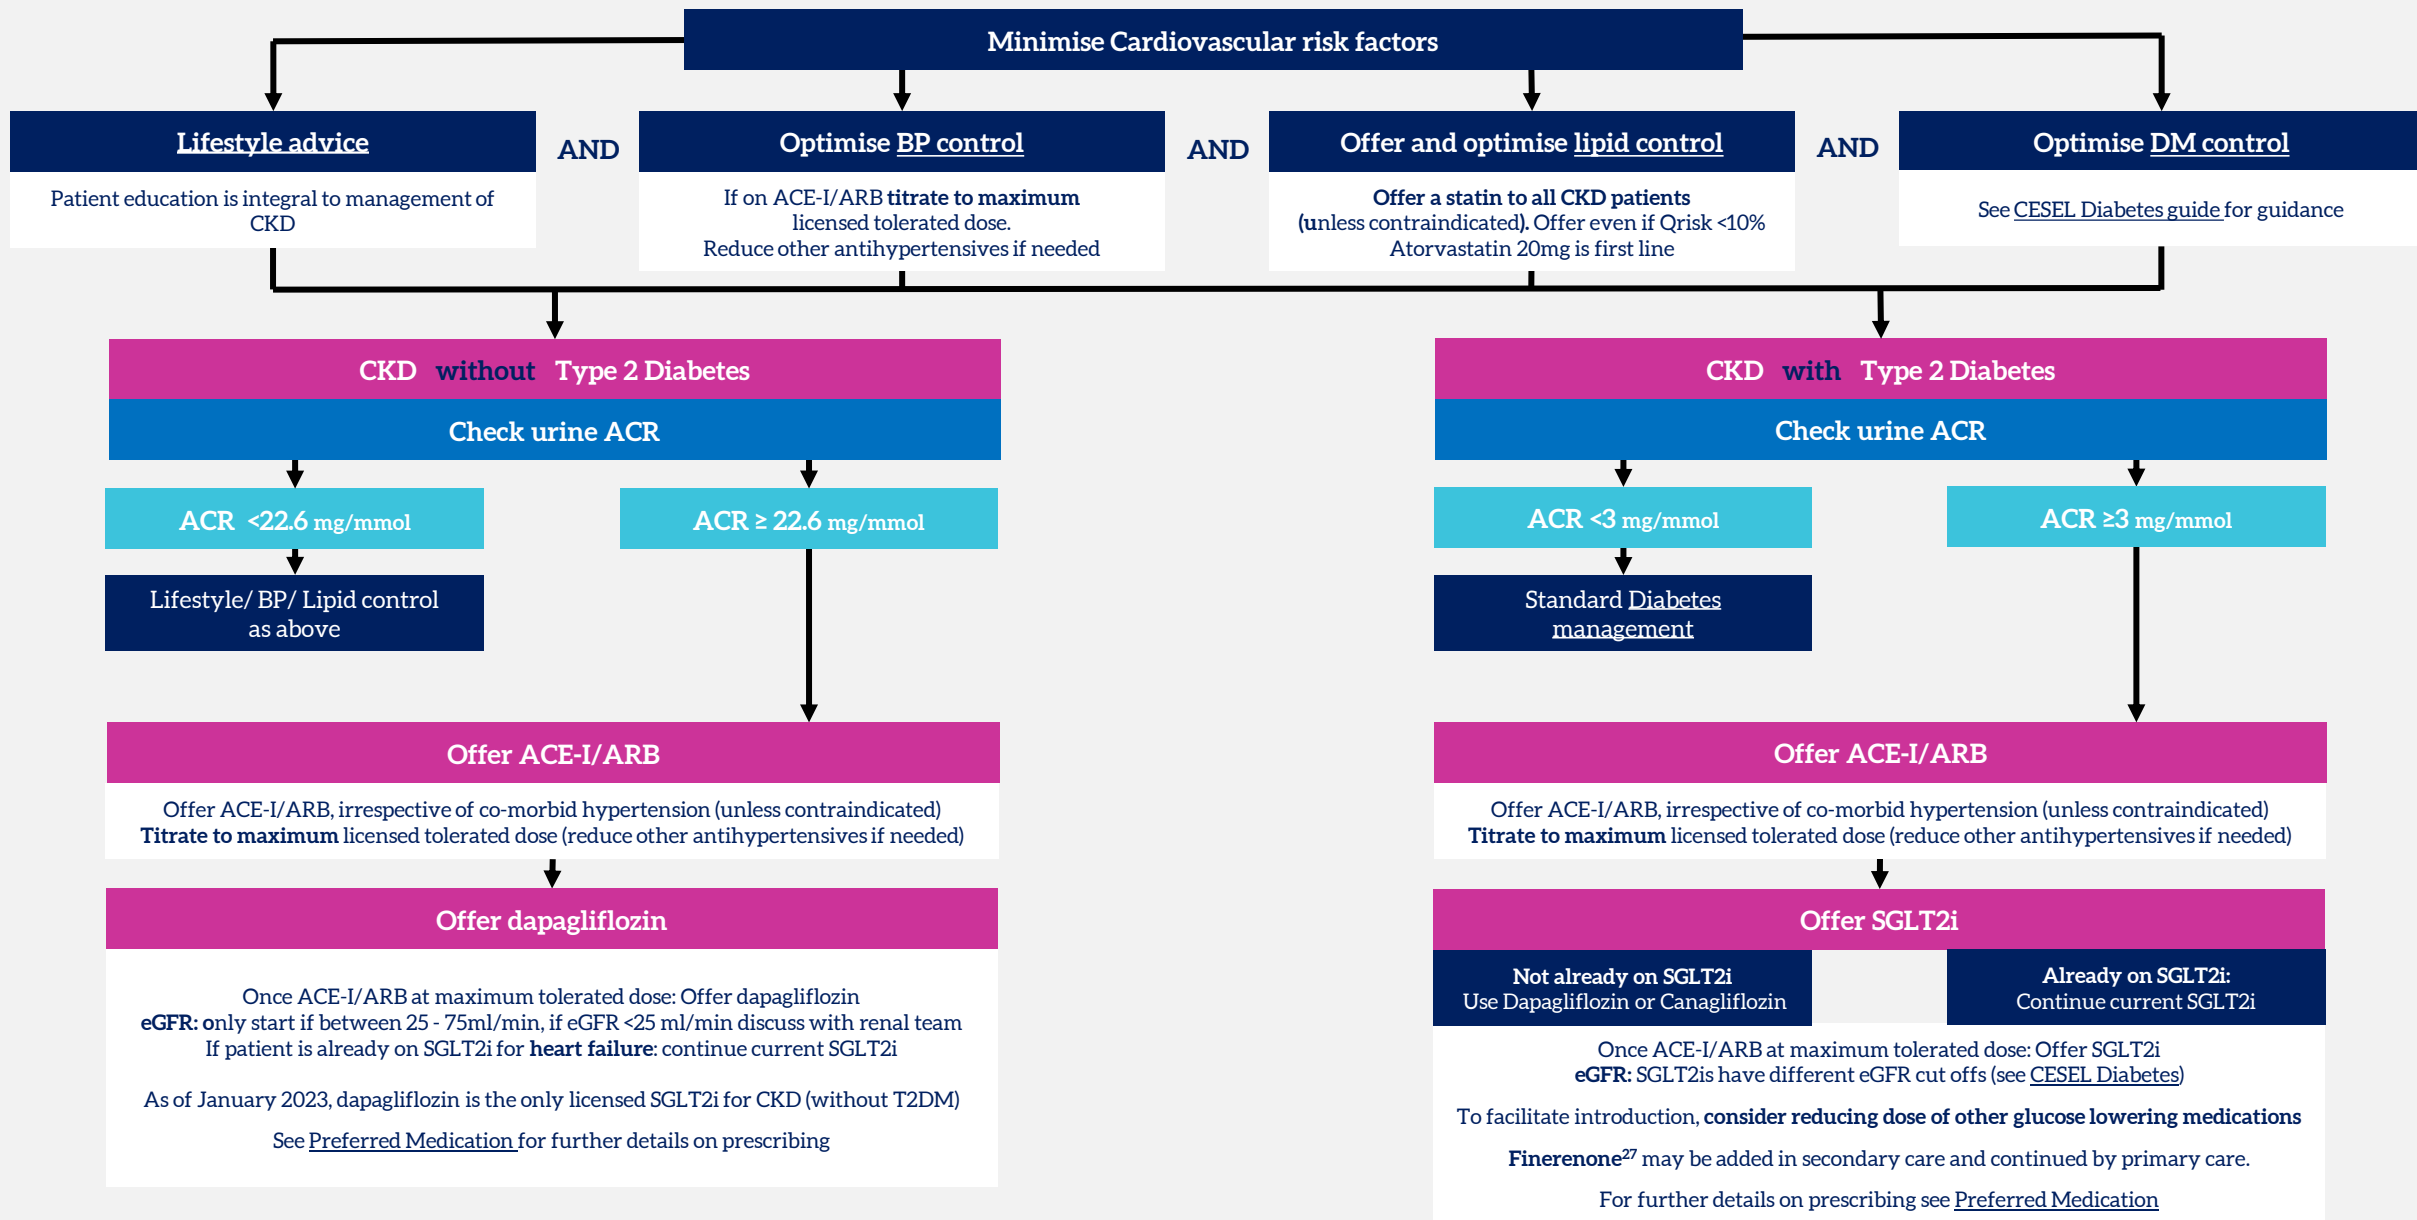 Minimise Cardiovascular risk factors
Lifestyle advice
Patient education is integral to management of
CKD
AND
Optimise BP control
If on ACE-I/ARB titrate to maximum
licensed tolerated dose.
Reduce other antihypertensives if needed
AND
Offer and optimise lipid control
Offer a statin to all CKD patients
(unless contraindicated). Offer even if Qrisk <10%
Atorvastatin 20mg is first line
AND
Optimise DM control
See CESEL Diabetes guide for guidance
CKD without Type 2 Diabetes
Check urine ACR
ACR <22.6 mg/mmol
ACR ≥ 22.6 mg/mmol
Lifestyle/ BP/ Lipid control
as above
Offer ACE-I/ARB
Offer ACE-I/ARB, irrespective of co-morbid hypertension (unless contraindicated)
Titrate to maximum licensed tolerated dose (reduce other antihypertensives if needed)
Offer dapagliflozin
Once ACE-I/ARB at maximum tolerated dose: Offer dapagliflozin
eGFR: only start if between 25 - 75ml/min, if eGFR <25 ml/min discuss with renal team
If patient is already on SGLT2i for heart failure: continue current SGLT2i
As of January 2023, dapagliflozin is the only licensed SGLT2i for CKD (without T2DM)
See Preferred Medication for further details on prescribing
CKD with Type 2 Diabetes
Check urine ACR
ACR <3 mg/mmol
ACR ≥3 mg/mmol
Standard Diabetes
management
Offer ACE-I/ARB
Offer ACE-I/ARB, irrespective of co-morbid hypertension (unless contraindicated)
Titrate to maximum licensed tolerated dose (reduce other antihypertensives if needed)
Offer SGLT2i
Not already on SGLT2i
Use Dapagliflozin or Canagliflozin
Already on SGLT2i:
Continue current SGLT2i
Once ACE-I/ARB at maximum tolerated dose: Offer SGLT2i
eGFR: SGLT2is have different eGFR cut offs (see CESEL Diabetes)
To facilitate introduction, consider reducing dose of other glucose lowering medications
Finerenone²⁷ may be added in secondary care and continued by primary care.
For further details on prescribing see Preferred Medication